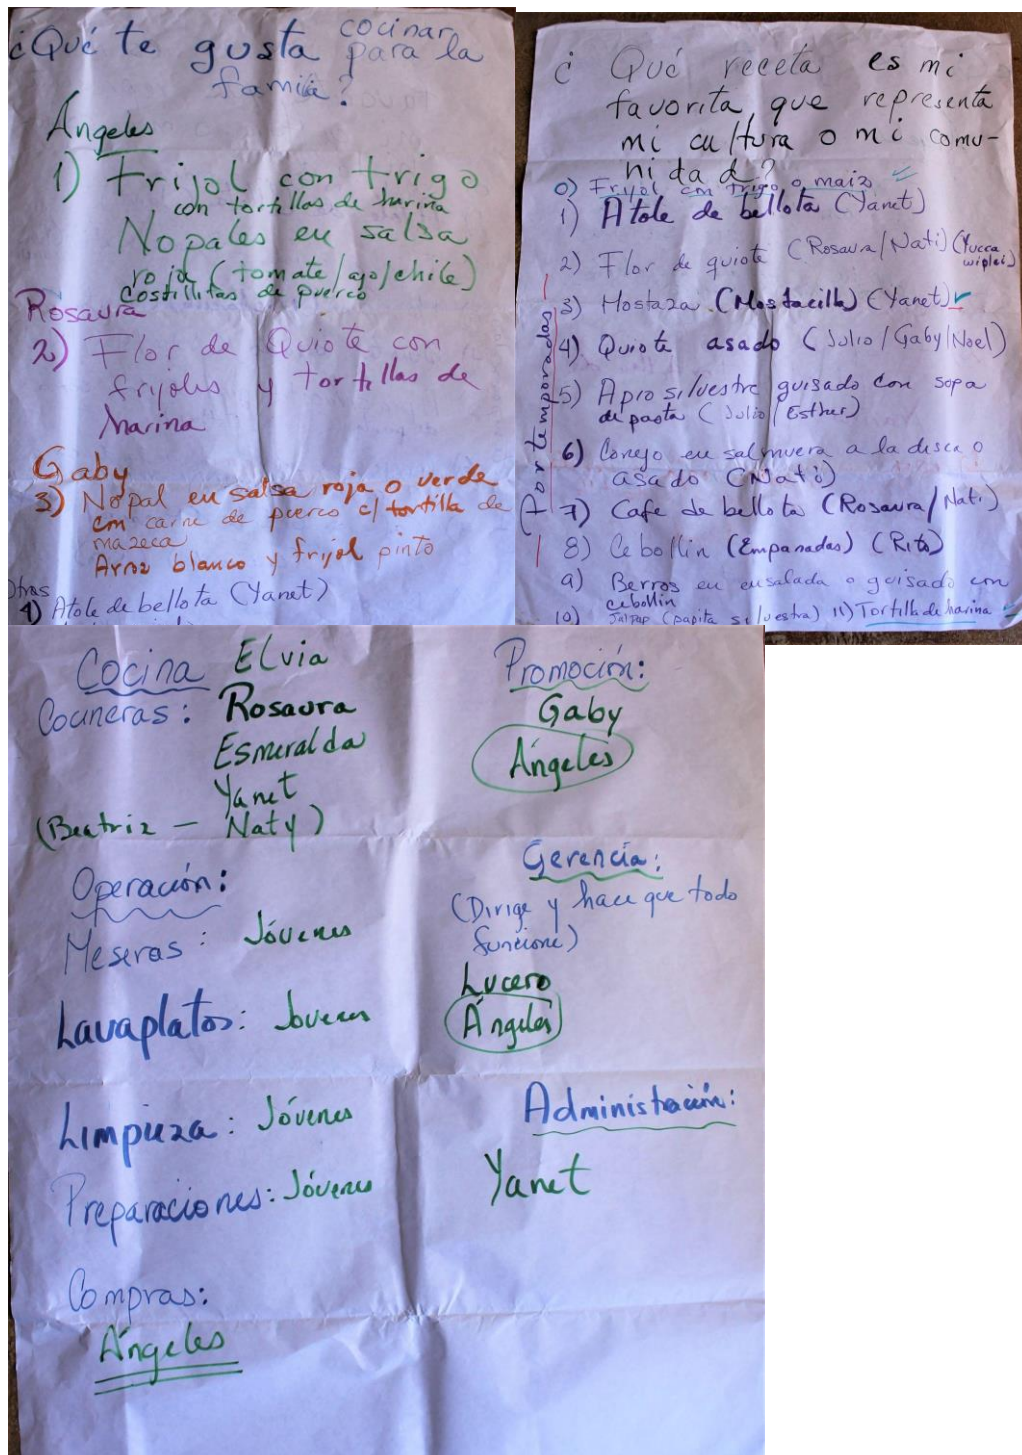 ¿Qué te gusta cocinar
para la
familia?
Ángeles
1) Frijol con trigo
con tortillas de harina
Nopales en salsa
roja (tomate/ajo/chile)
costillitas de puerco
Rosaura
2) Flor de Quiote con
frijoles y tortillas de
harina
Gaby
3) Nopal en salsa roja o verde
con carne de puerco c/ tortilla de
mazeca
Arroz blanco y frijol pinto
Otras
1) Atole de bellota (Yanet)
¿Qué receta es mi
favorita que representa
mi cultura o mi comu-
nidad?
0) Frijol con trigo o maiz
1) Atole de bellota (Yanet)
2) Flor de quiote (Rosaura/Nati) (Yucca
wiplei)
3) Mostaza (Mostacilla) (Yanet)
4) Quiote asado (Julio/Gaby/Noel)
5) Apio silvestre guisado con sopa
de pasta (Julio/Esther)
6) Conejo en salmuera a la disca o
asado (Nati)
7) Cafe de bellota (Rosaura/Nati)
8) Cebollin (Empanadas) (Rita)
9) Berros en ensalada o guisado con
cebollin
10) (papita silvestra) 11) Tortilla de harina
(Por temporadas)
Cocina
Cocineras: Elvia
Rosaura
Esmeralda
Yanet
(Beatriz - Naty)
Promoción:
Gaby
Ángeles
Operación:
Meseras: Jóvenes
Lavaplatos: Jovenes
Limpieza: Jóvenes
Preparaciones: Jóvenes
Compras:
Ángeles
Gerencia:
(Dirige y hace que todo
funcione)
Lucero
Ángeles
Administración:
Yanet